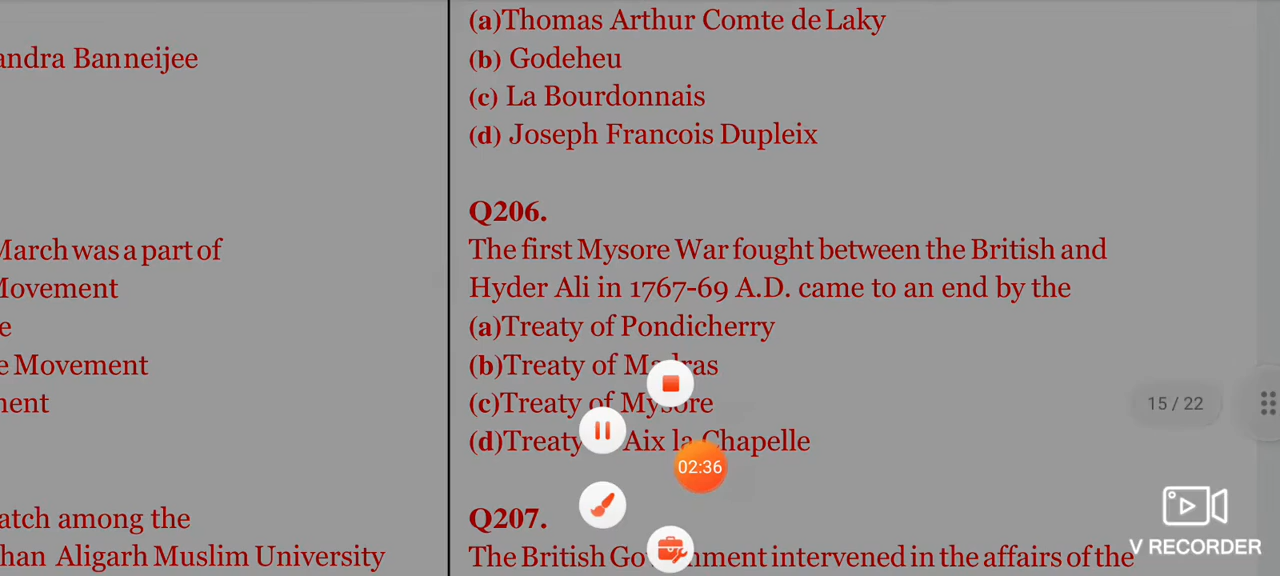 andra Banneijee
March was a part of
Movement
e
e Movement
nent
atch among the
han Aligarh Muslim University
(a)Thomas Arthur Comte de Laky
(b) Godeheu
(c) La Bourdonnais
(d) Joseph Francois Dupleix
Q206.
The first Mysore War fought between the British and
Hyder Ali in 1767-69 A.D. came to an end by the
(a)Treaty of Pondicherry
(b)Treaty of Madras
(c)Treaty of Mysore
(d)Treaty Aix la Chapelle
Q207.
The British Government intervened in the affairs of the
02:36
15 / 22
V RECORDER